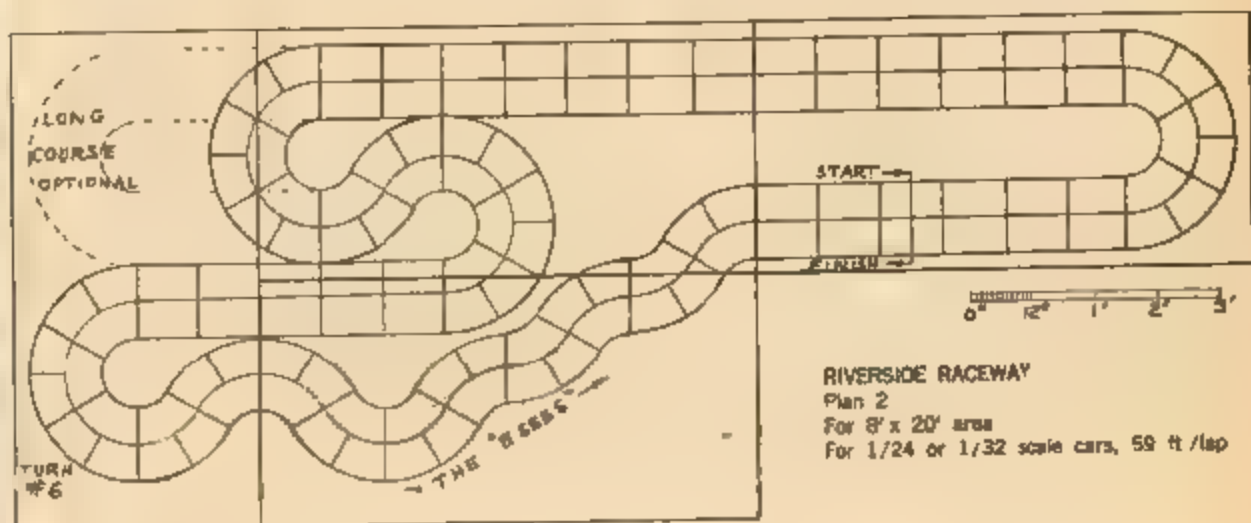 LONG
COURSE
OPTIONAL
START
FINISH
0" 12" 1' 2' 3'
RIVERSIDE RACEWAY
Plan 2
For 8' x 20' area
For 1/24 or 1/32 scale cars, 59 ft/lap
THE "ESSES"
TURN
#6